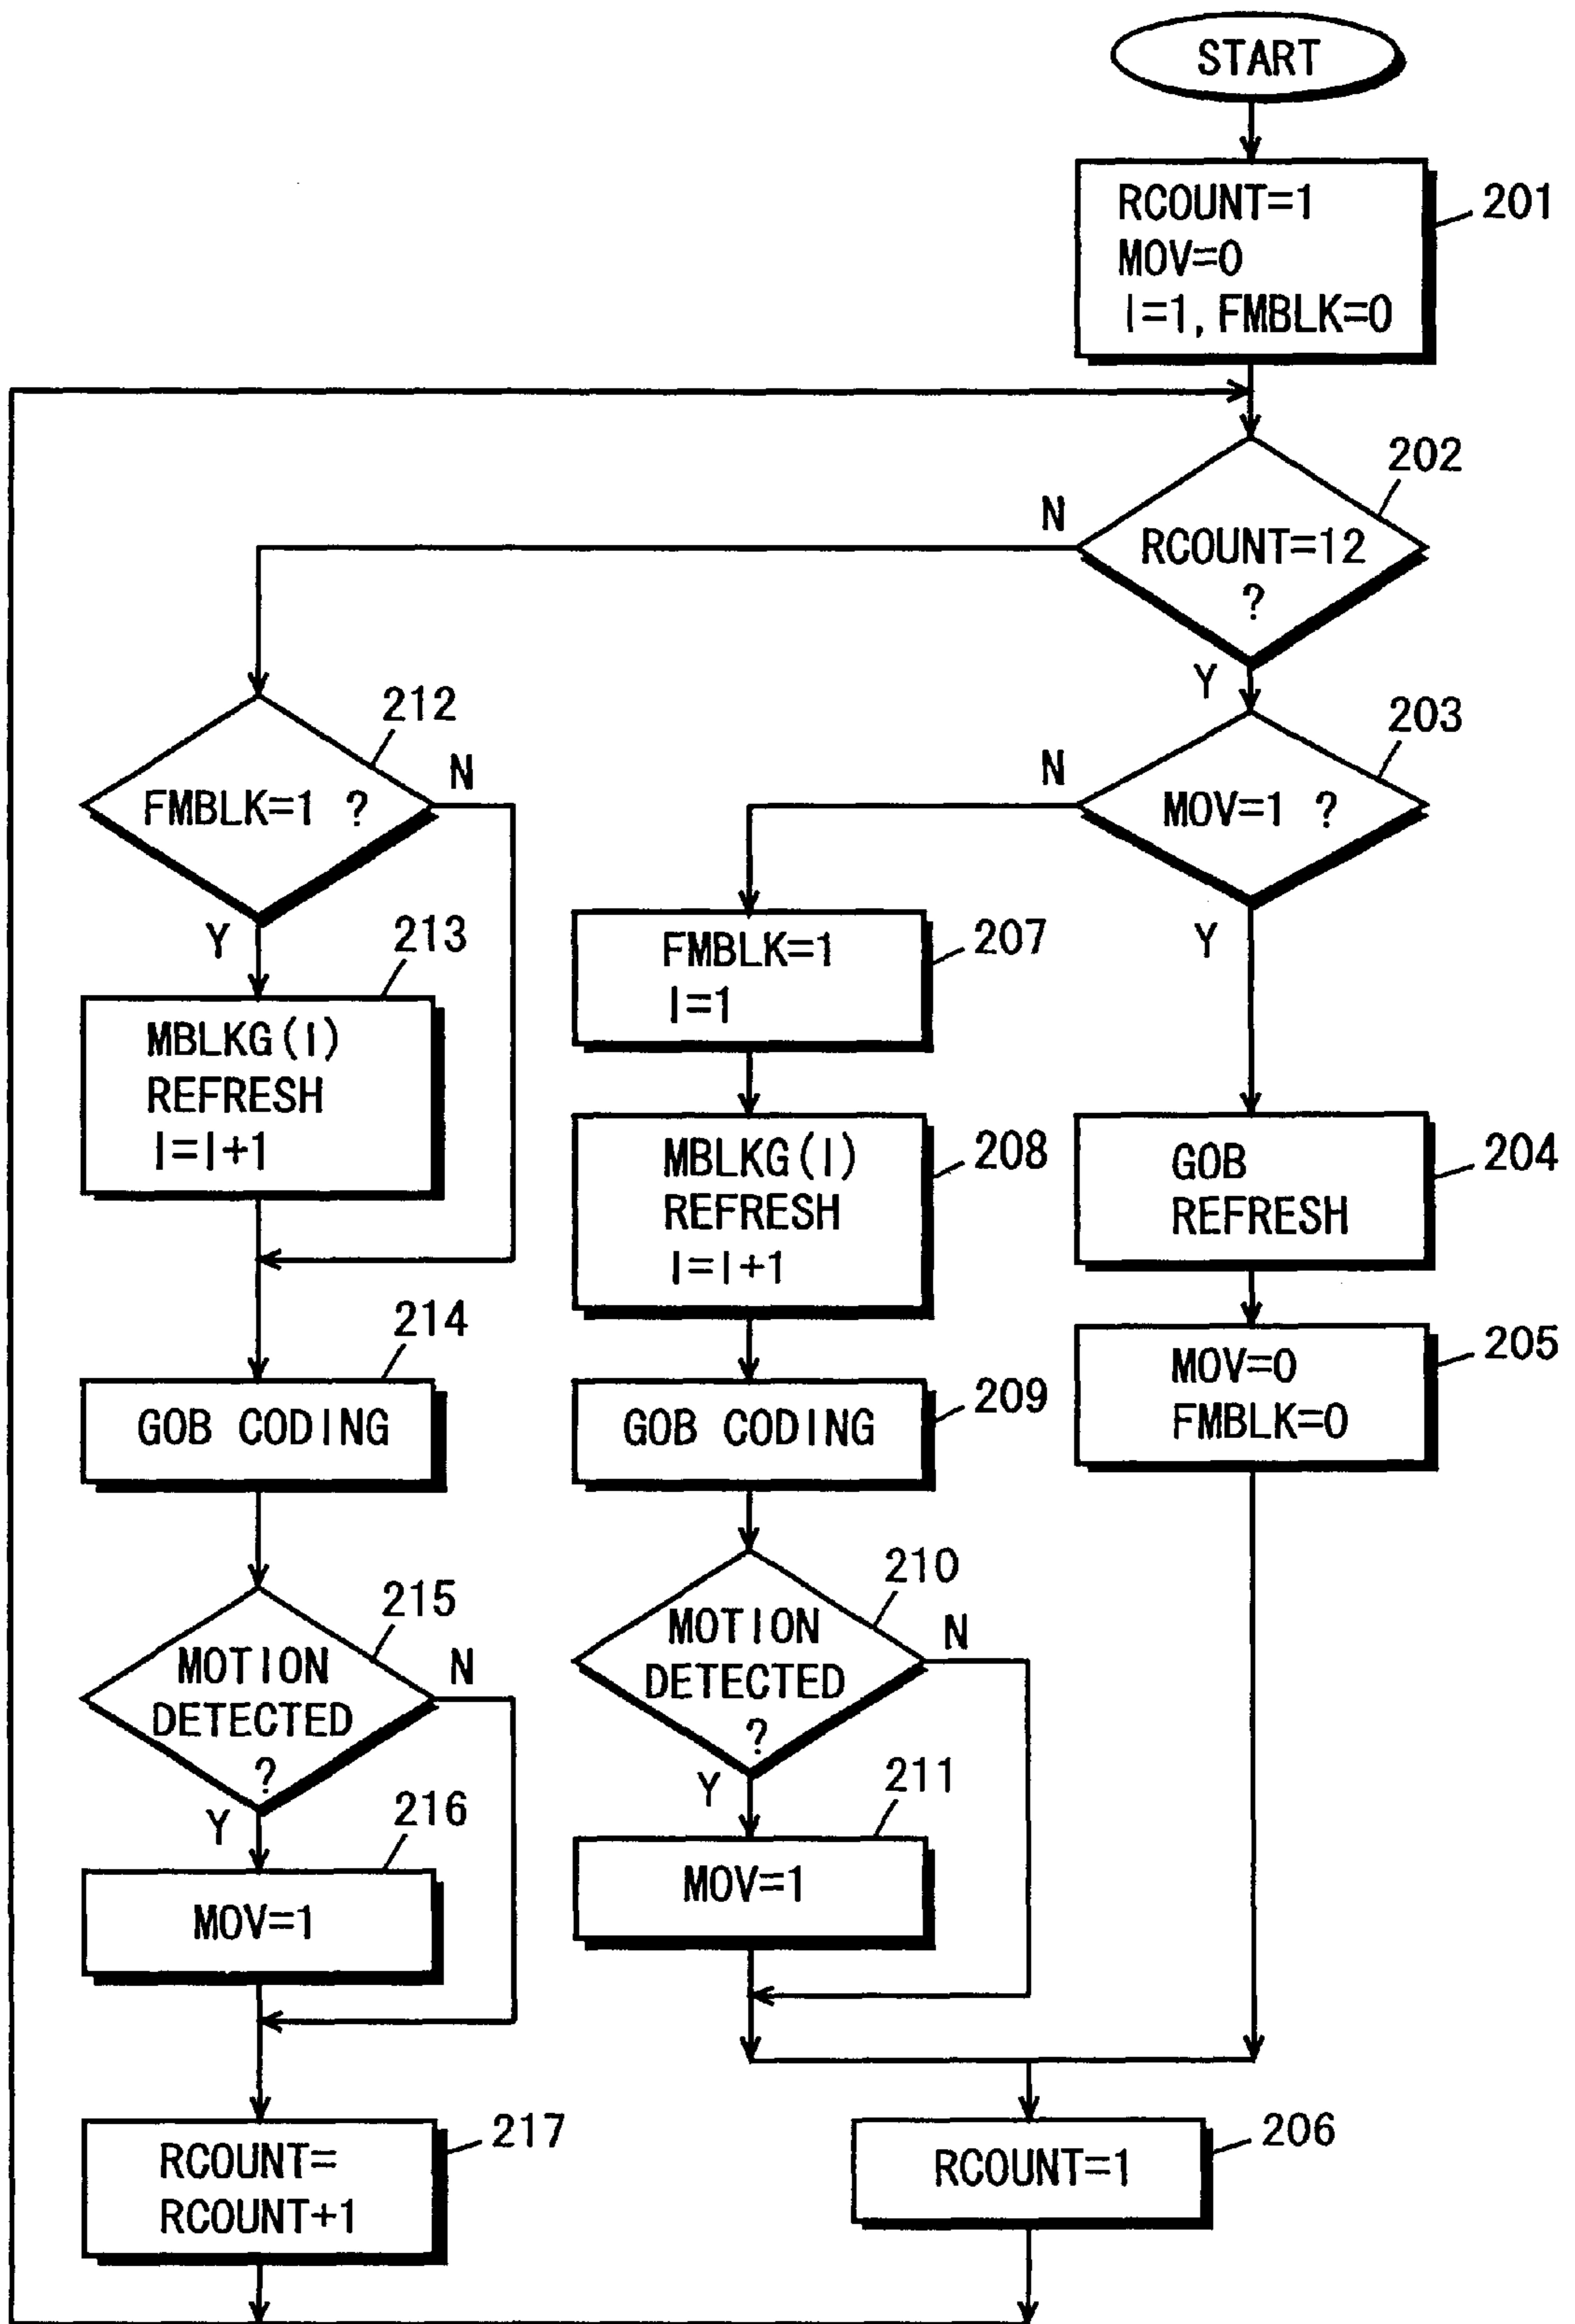 START
RCOUNT=1
MOV=0
I=1, FMBLK=0
201
202
N
RCOUNT=12
?
Y
212
FMBLK=1 ?
N
Y
203
N
MOV=1 ?
Y
213
MBLKG(I)
REFRESH
I=I+1
FMBLK=1
I=1
207
MBLKG(I)
REFRESH
I=I+1
208
GOB
REFRESH
204
214
GOB CODING
GOB CODING
209
MOV=0
FMBLK=0
205
215
MOTION
DETECTED
?
N
Y
210
MOTION
DETECTED
?
N
Y
216
MOV=1
211
MOV=1
RCOUNT=
RCOUNT+1
217
RCOUNT=1
206